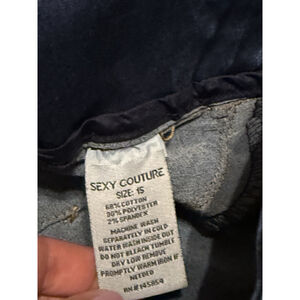 SEXY COUTURE
SIZE: 15
68% COTTON
30% POLYESTER
2% SPANDEX
MACHINE WASH
SEPARATELY IN COLD
WATER WASH INSIDE OUT
DO NOT BLEACH TUMBLE
DRY LOW REMOVE
PROMPTLY WARM IRON IF
NEEDED
RN# 145854